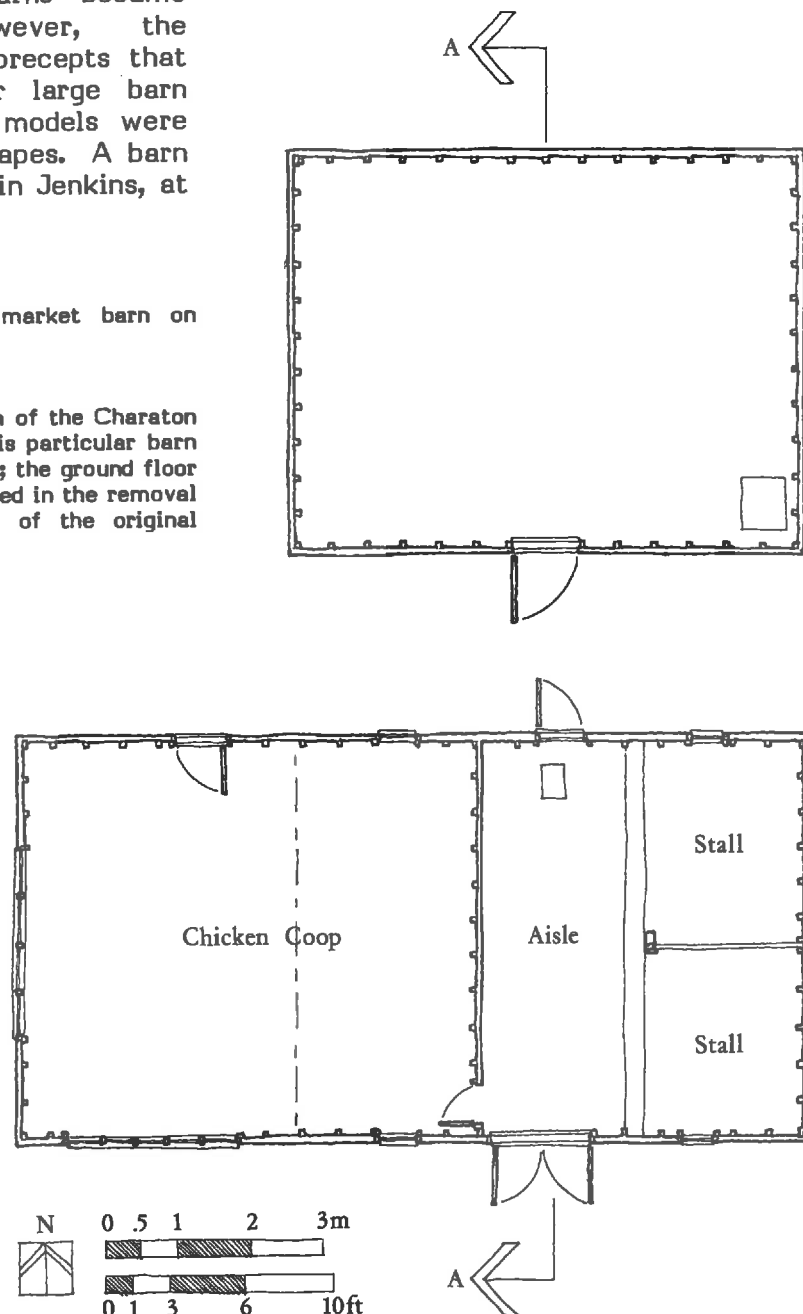 became
wever, the
precepts that
r large barn
models were
apes. A barn
in Jenkins, at
market barn on
of the Charaton
is particular barn
; the ground floor
ed in the removal
of the original
A
Chicken Coop
Aisle
Stall
Stall
N
0 .5 1 2 3m
0 1 3 6 10ft
A